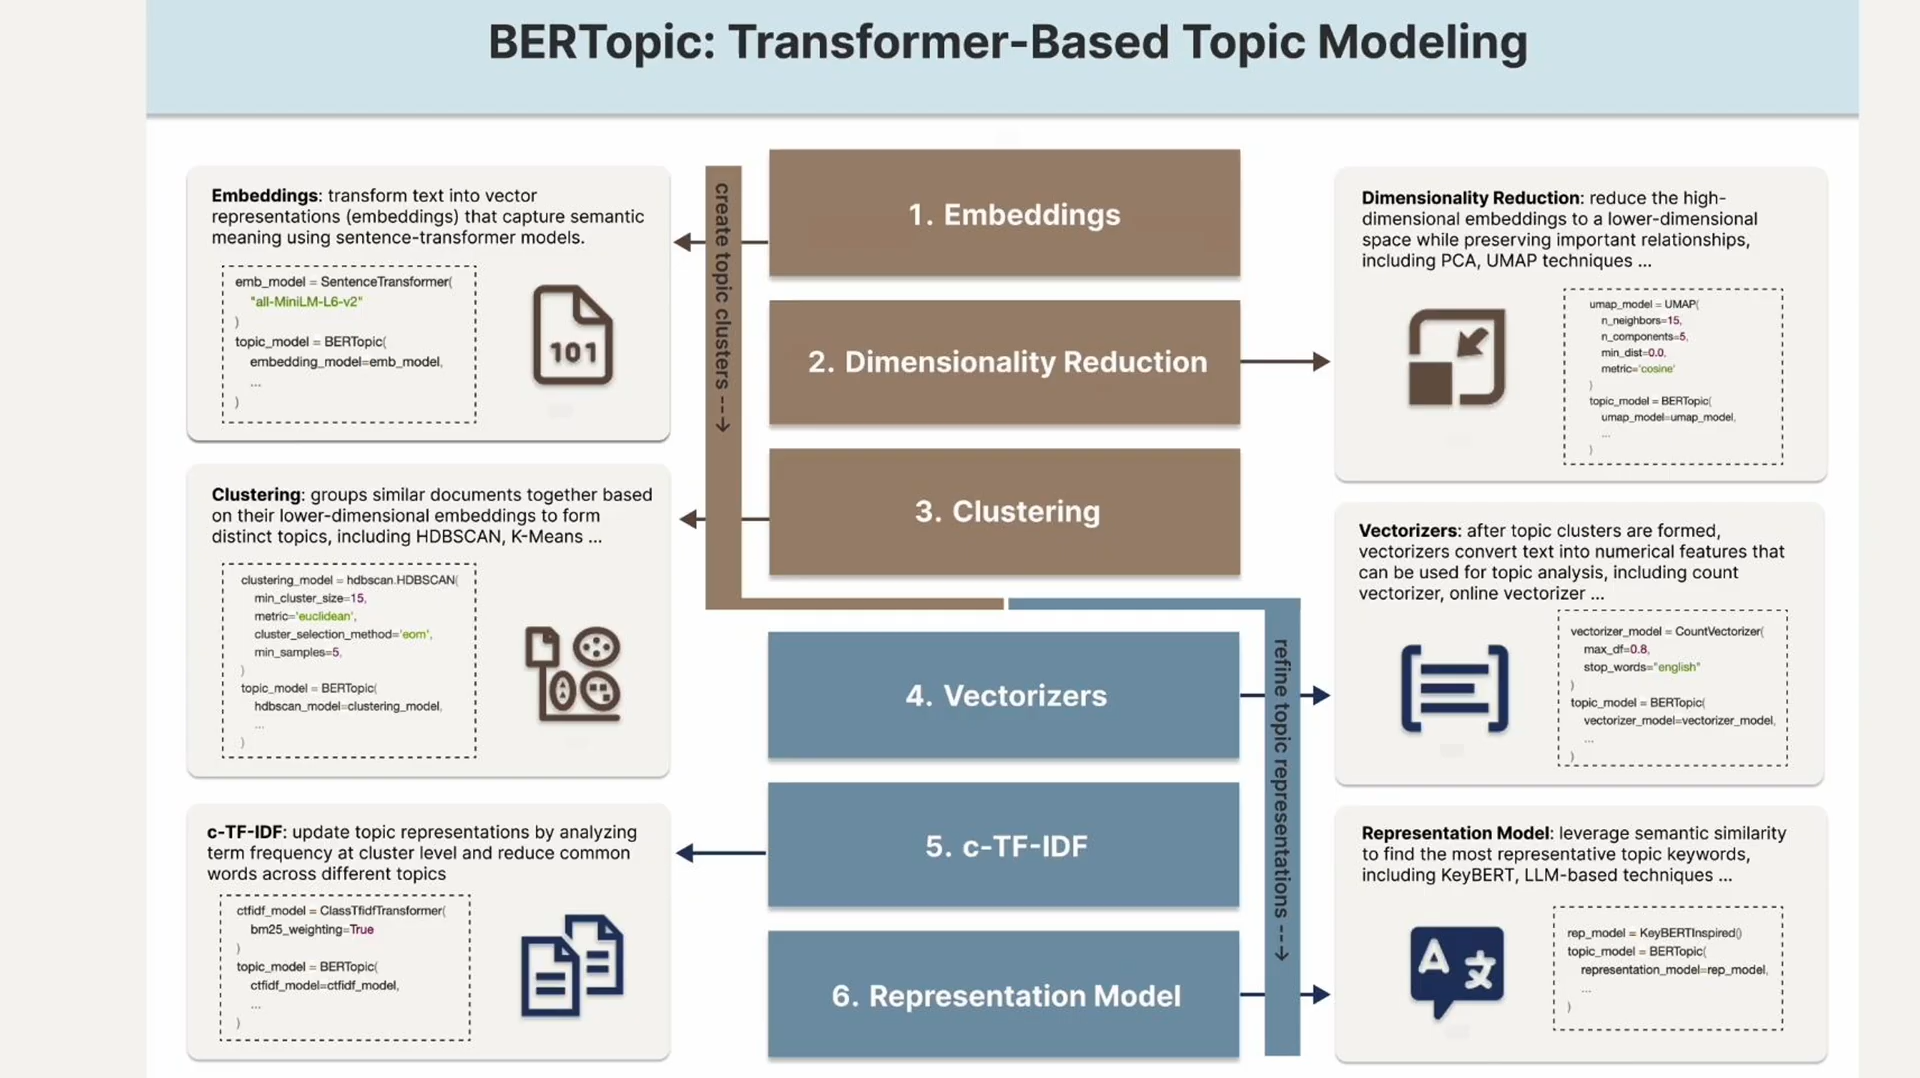 BERTopic: Transformer-Based Topic Modeling
Embeddings: transform text into vector
representations (embeddings) that capture semantic
meaning using sentence-transformer models.
emb_model = SentenceTransformer(
"all-MiniLM-L6-v2"
)
topic_model = BERTopic(
embedding_model=emb_model,
...
)
101
create topic clusters --->
1. Embeddings
2. Dimensionality Reduction
3. Clustering
Dimensionality Reduction: reduce the high-
dimensional embeddings to a lower-dimensional
space while preserving important relationships,
including PCA, UMAP techniques ...
umap_model = UMAP(
n_neighbors=15,
n_components=5,
min_dist=0.0,
metric='cosine'
)
topic_model = BERTopic(
umap_model=umap_model,
...
)
Clustering: groups similar documents together based
on their lower-dimensional embeddings to form
distinct topics, including HDBSCAN, K-Means ...
clustering_model = hdbscan.HDBSCAN(
min_cluster_size=15,
metric='euclidean',
cluster_selection_method='eom',
min_samples=5,
)
topic_model = BERTopic(
hdbscan_model=clustering_model,
...
)
4. Vectorizers
5. c-TF-IDF
6. Representation Model
refine topic representations --->
Vectorizers: after topic clusters are formed,
vectorizers convert text into numerical features that
can be used for topic analysis, including count
vectorizer, online vectorizer ...
vectorizer_model = CountVectorizer(
max_df=0.8,
stop_words="english"
)
topic_model = BERTopic(
vectorizer_model=vectorizer_model,
...
)
c-TF-IDF: update topic representations by analyzing
term frequency at cluster level and reduce common
words across different topics
ctfidf_model = ClassTfidfTransformer(
bm25_weighting=True
)
topic_model = BERTopic(
ctfidf_model=ctfidf_model,
...
)
Representation Model: leverage semantic similarity
to find the most representative topic keywords,
including KeyBERT, LLM-based techniques ...
A 文
rep_model = KeyBERTInspired()
topic_model = BERTopic(
representation_model=rep_model,
...
)